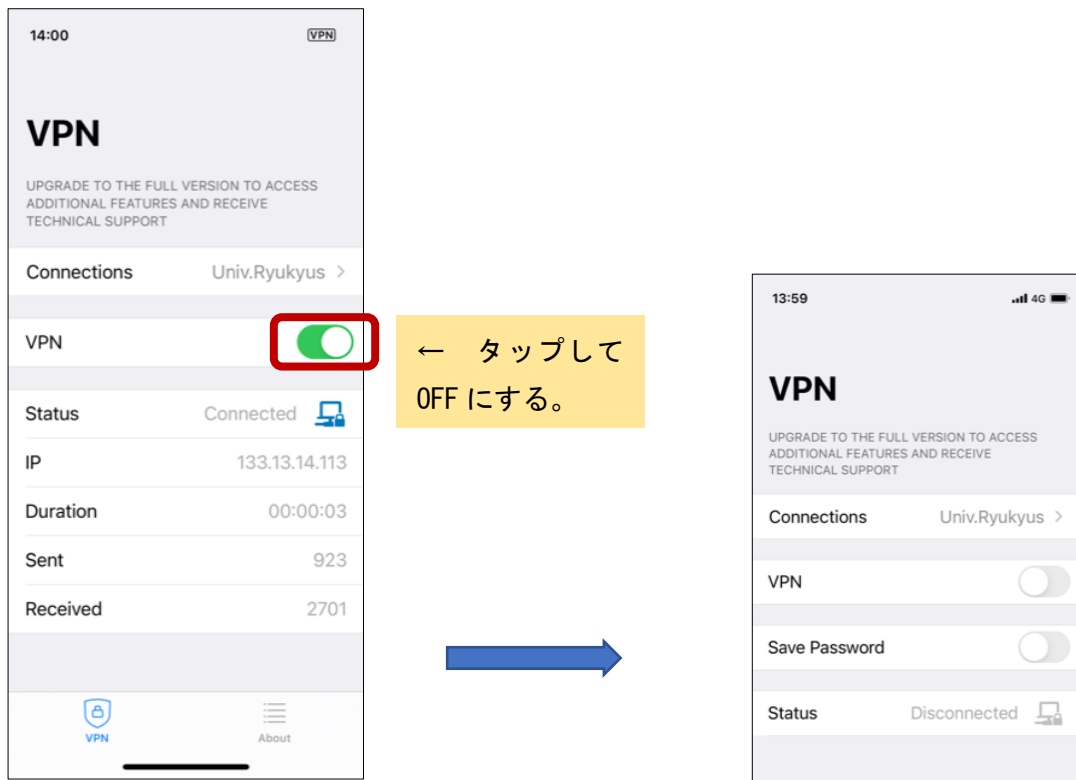 14:00
VPN
VPN
UPGRADE TO THE FULL VERSION TO ACCESS
ADDITIONAL FEATURES AND RECEIVE
TECHNICAL SUPPORT
Connections Univ.Ryukyus >
VPN
Status Connected
IP 133.13.14.113
Duration 00:00:03
Sent 923
Received 2701
VPN About
← タップして
OFF にする。
13:59 4G
VPN
UPGRADE TO THE FULL VERSION TO ACCESS
ADDITIONAL FEATURES AND RECEIVE
TECHNICAL SUPPORT
Connections Univ.Ryukyus >
VPN
Save Password
Status Disconnected